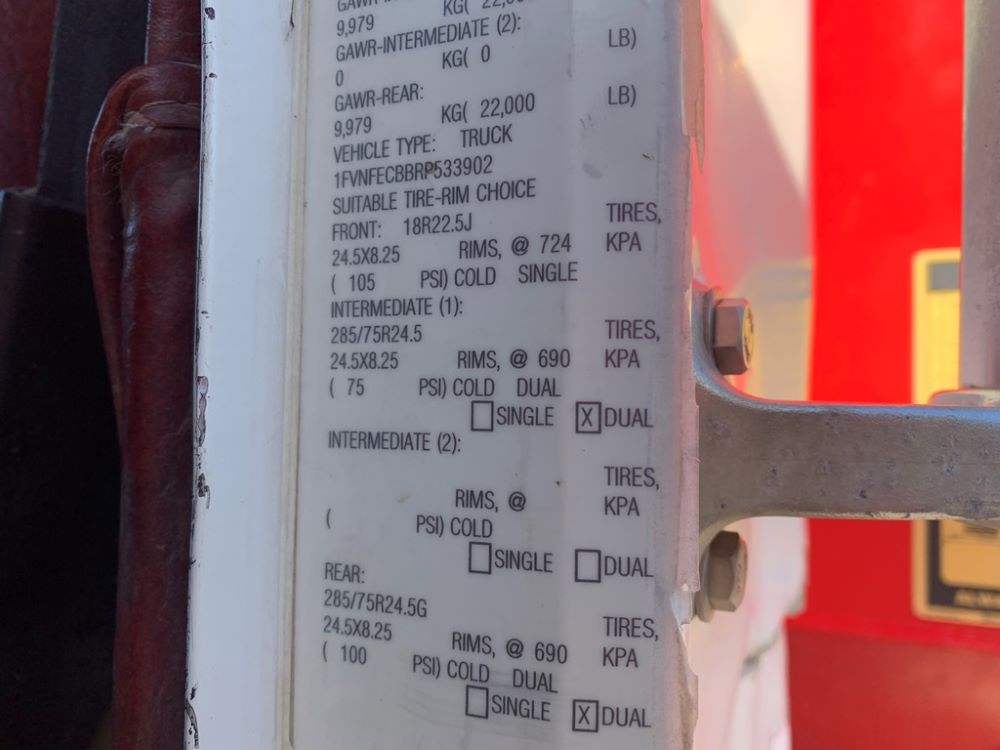 9,979 KG( 22,000
GAWR-INTERMEDIATE (2):
0 KG( 0 LB)
GAWR-REAR:
9,979 KG( 22,000 LB)
VEHICLE TYPE: TRUCK
1FVNFECBBRP533902
SUITABLE TIRE-RIM CHOICE
FRONT: 18R22.5J TIRES,
24.5X8.25 RIMS, @ 724 KPA
( 105 PSI) COLD SINGLE
INTERMEDIATE (1):
285/75R24.5 TIRES,
24.5X8.25 RIMS, @ 690 KPA
( 75 PSI) COLD DUAL
SINGLE X DUAL
INTERMEDIATE (2):
TIRES,
RIMS, @ KPA
( PSI) COLD
SINGLE DUAL
REAR:
285/75R24.5G TIRES,
24.5X8.25 RIMS, @ 690 KPA
( 100 PSI) COLD DUAL
SINGLE X DUAL